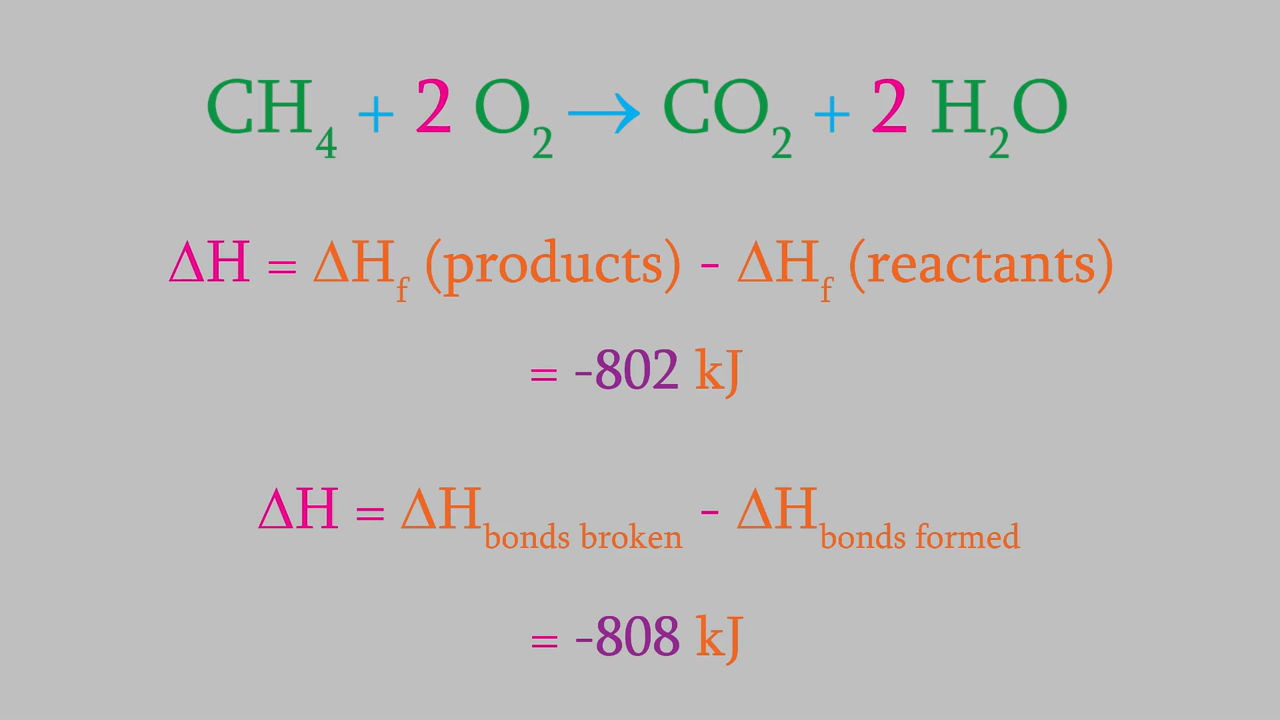 CH₄ + 2 O₂ → CO₂ + 2 H₂O
ΔH = ΔHf (products) - ΔHf (reactants)
= -802 kJ
ΔH = ΔHbonds broken - ΔHbonds formed
= -808 kJ